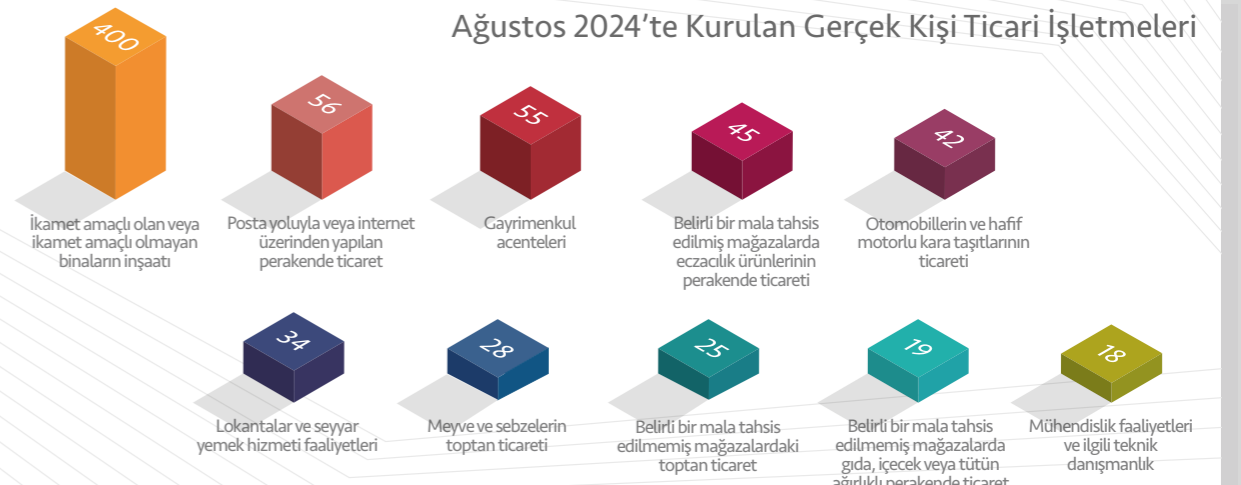 Ağustos 2024'te Kurulan Gerçek Kişi Ticari İşletmeleri
400
İkamet amaçlı olan veya
ikamet amaçlı olmayan
binaların inşaatı
56
Posta yoluyla veya internet
üzerinden yapılan
perakende ticaret
55
Gayrimenkul
acenteleri
45
Belirli bir mala tahsis
edilmiş mağazalarda
eczacılık ürünlerinin
perakende ticareti
42
Otomobillerin ve hafif
motorlu kara taşıtlarının
ticareti
34
Lokantalar ve seyyar
yemek hizmeti faaliyetleri
28
Meyve ve sebzelerin
toptan ticareti
25
Belirli bir mala tahsis
edilmemiş mağazalardaki
toptan ticaret
19
Belirli bir mala tahsis
edilmemiş mağazalarda
gıda, içecek veya tütün
ağırlıklı perakende ticaret
18
Mühendislik faaliyetleri
ve ilgili teknik
danışmanlık